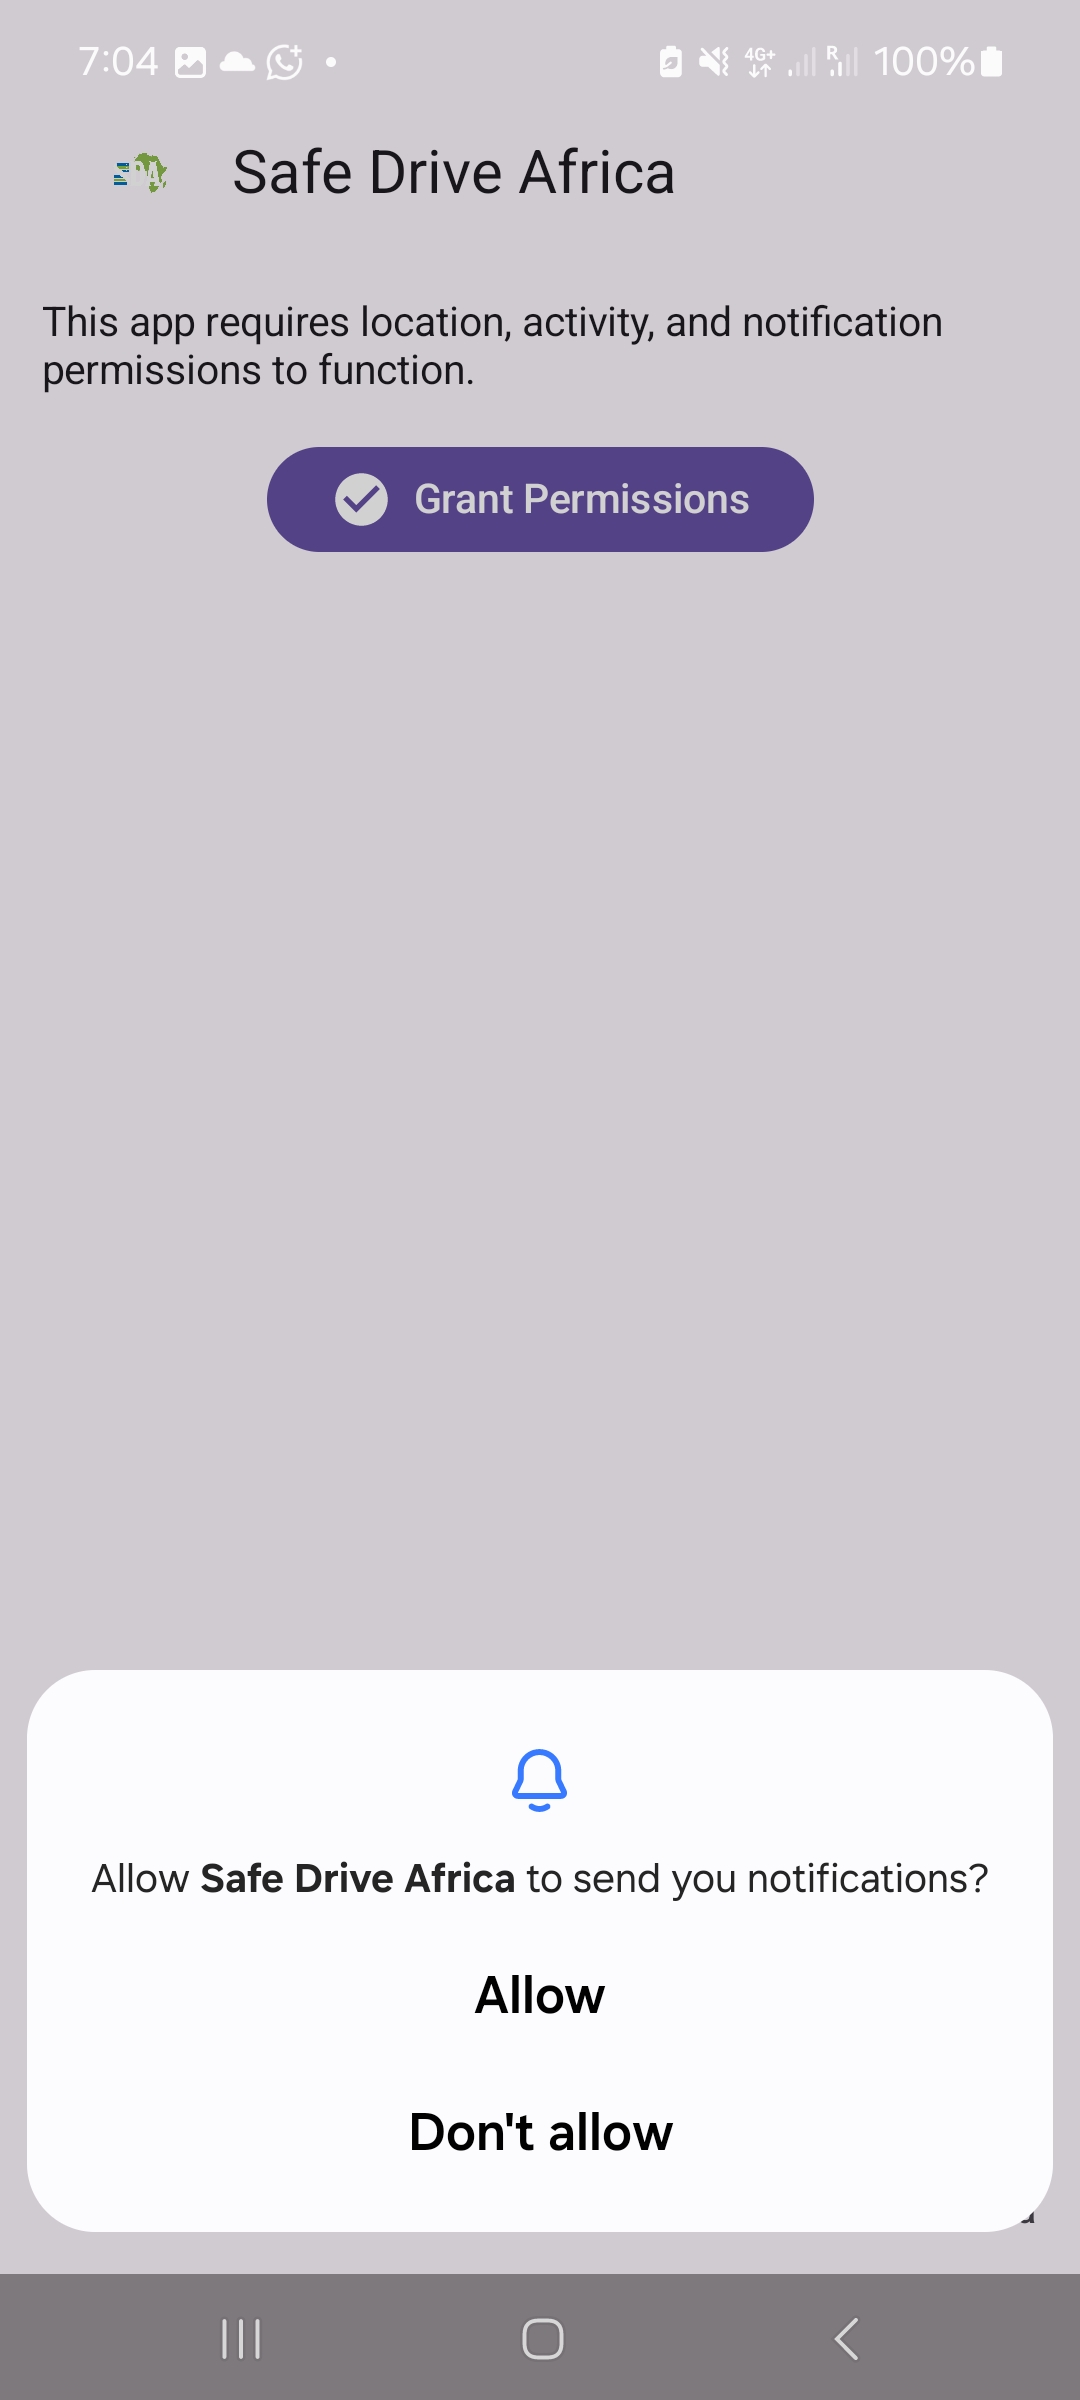 7:04
4G+
R
100%
Safe Drive Africa
This app requires location, activity, and notification
permissions to function.
Grant Permissions
Allow Safe Drive Africa to send you notifications?
Allow
Don't allow